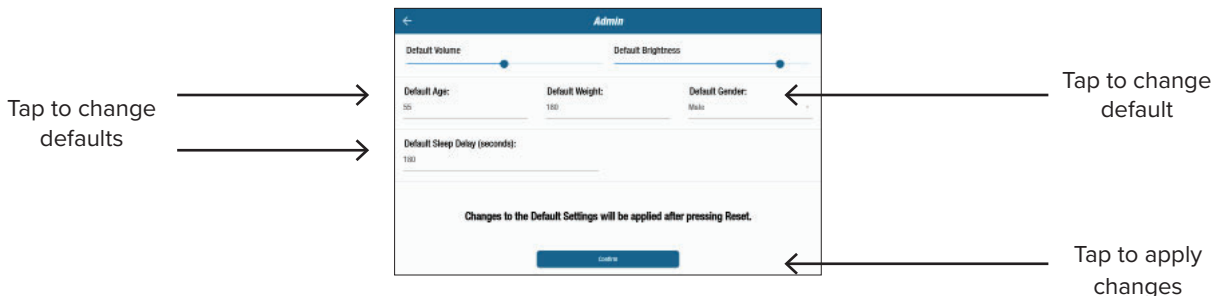 Admin
Default Volume Default Brightness
Tap to change
defaults
Default Age: Default Weight: Default Gender:
55 180 Male
Default Sleep Delay (seconds):
180
Changes to the Default Settings will be applied after pressing Reset.
Confirm
Tap to change
default
Tap to apply
changes